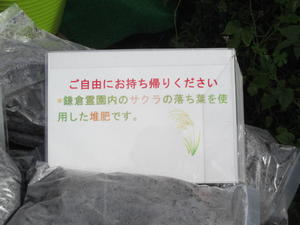 ご自由にお持ち帰りください
*鎌倉霊園内のサクラの落ち葉を使
用した堆肥です。